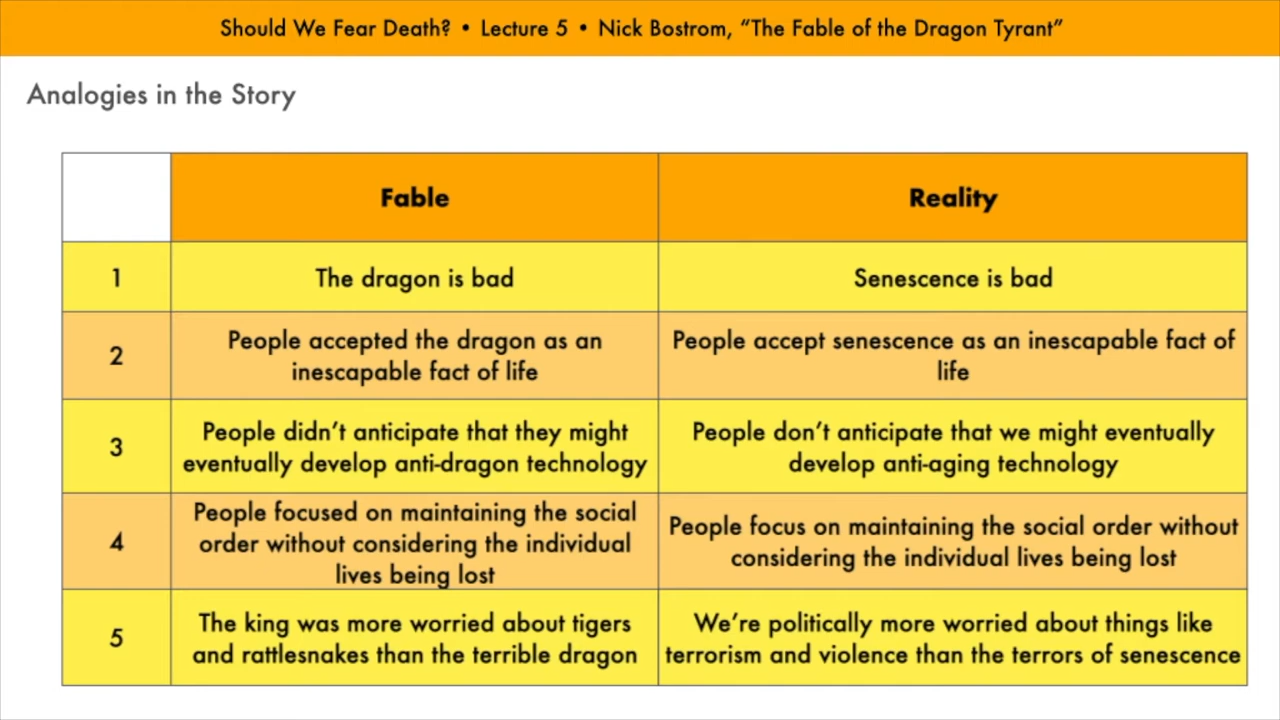 Should We Fear Death? • Lecture 5 • Nick Bostrom, “The Fable of the Dragon Tyrant”
Analogies in the Story
Fable
Reality
1
The dragon is bad
Senescence is bad
2
People accepted the dragon as an
inescapable fact of life
People accept senescence as an inescapable fact of
life
3
People didn’t anticipate that they might
eventually develop anti-dragon technology
People don’t anticipate that we might eventually
develop anti-aging technology
4
People focused on maintaining the social
order without considering the individual
lives being lost
People focus on maintaining the social order without
considering the individual lives being lost
5
The king was more worried about tigers
and rattlesnakes than the terrible dragon
We’re politically more worried about things like
terrorism and violence than the terrors of senescence